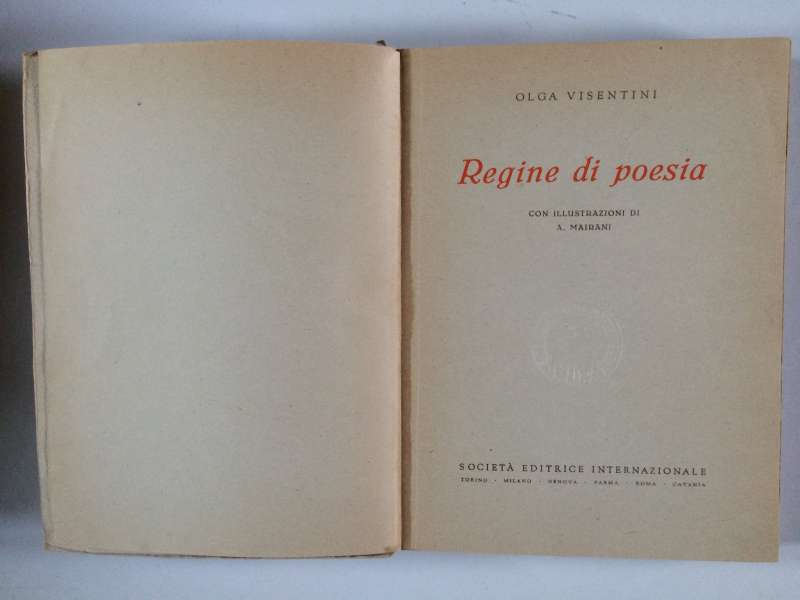 OLGA VISENTINI
Regine di poesia
CON ILLUSTRAZIONI DI
A. MAIRANI
SOCIETÀ EDITRICE INTERNAZIONALE
TORINO · MILANO · GENOVA · PARMA · ROMA · CATANIA